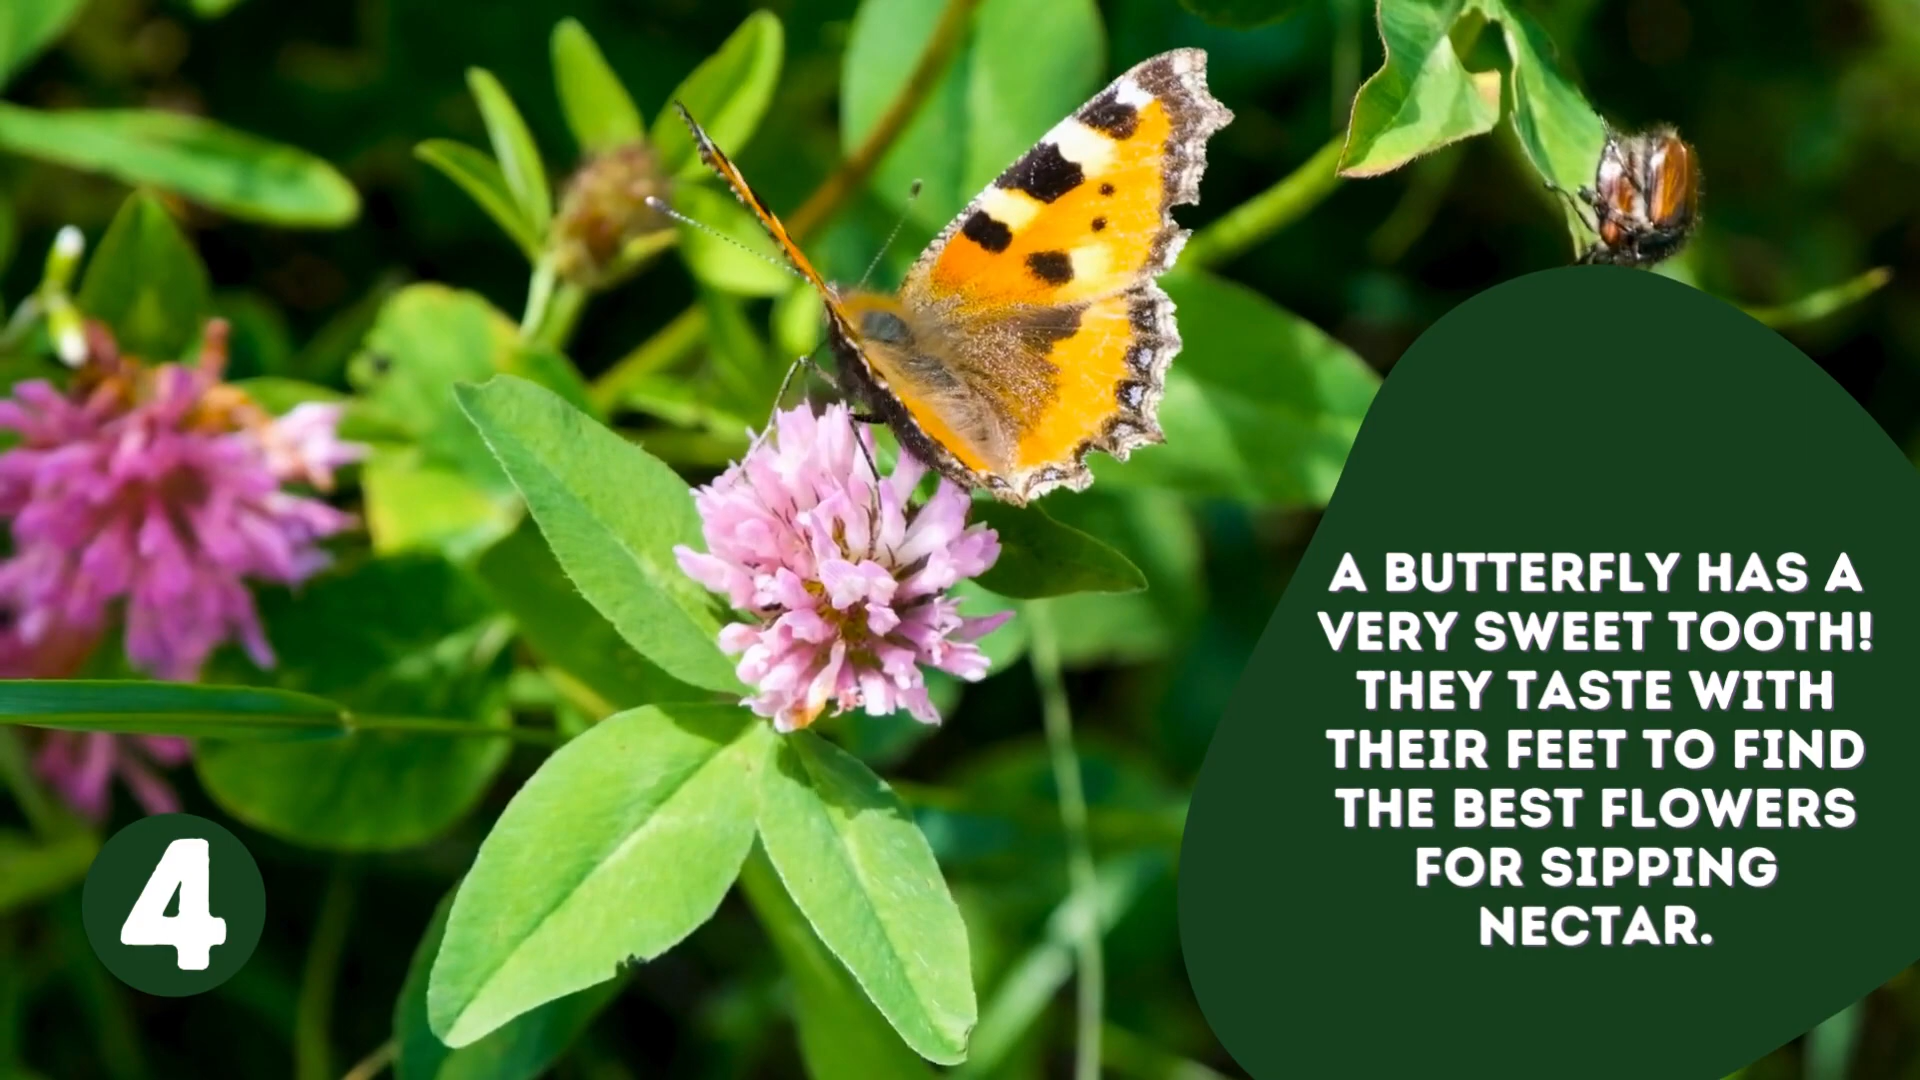 A BUTTERFLY HAS A
VERY SWEET TOOTH!
THEY TASTE WITH
THEIR FEET TO FIND
THE BEST FLOWERS
FOR SIPPING
NECTAR.
4